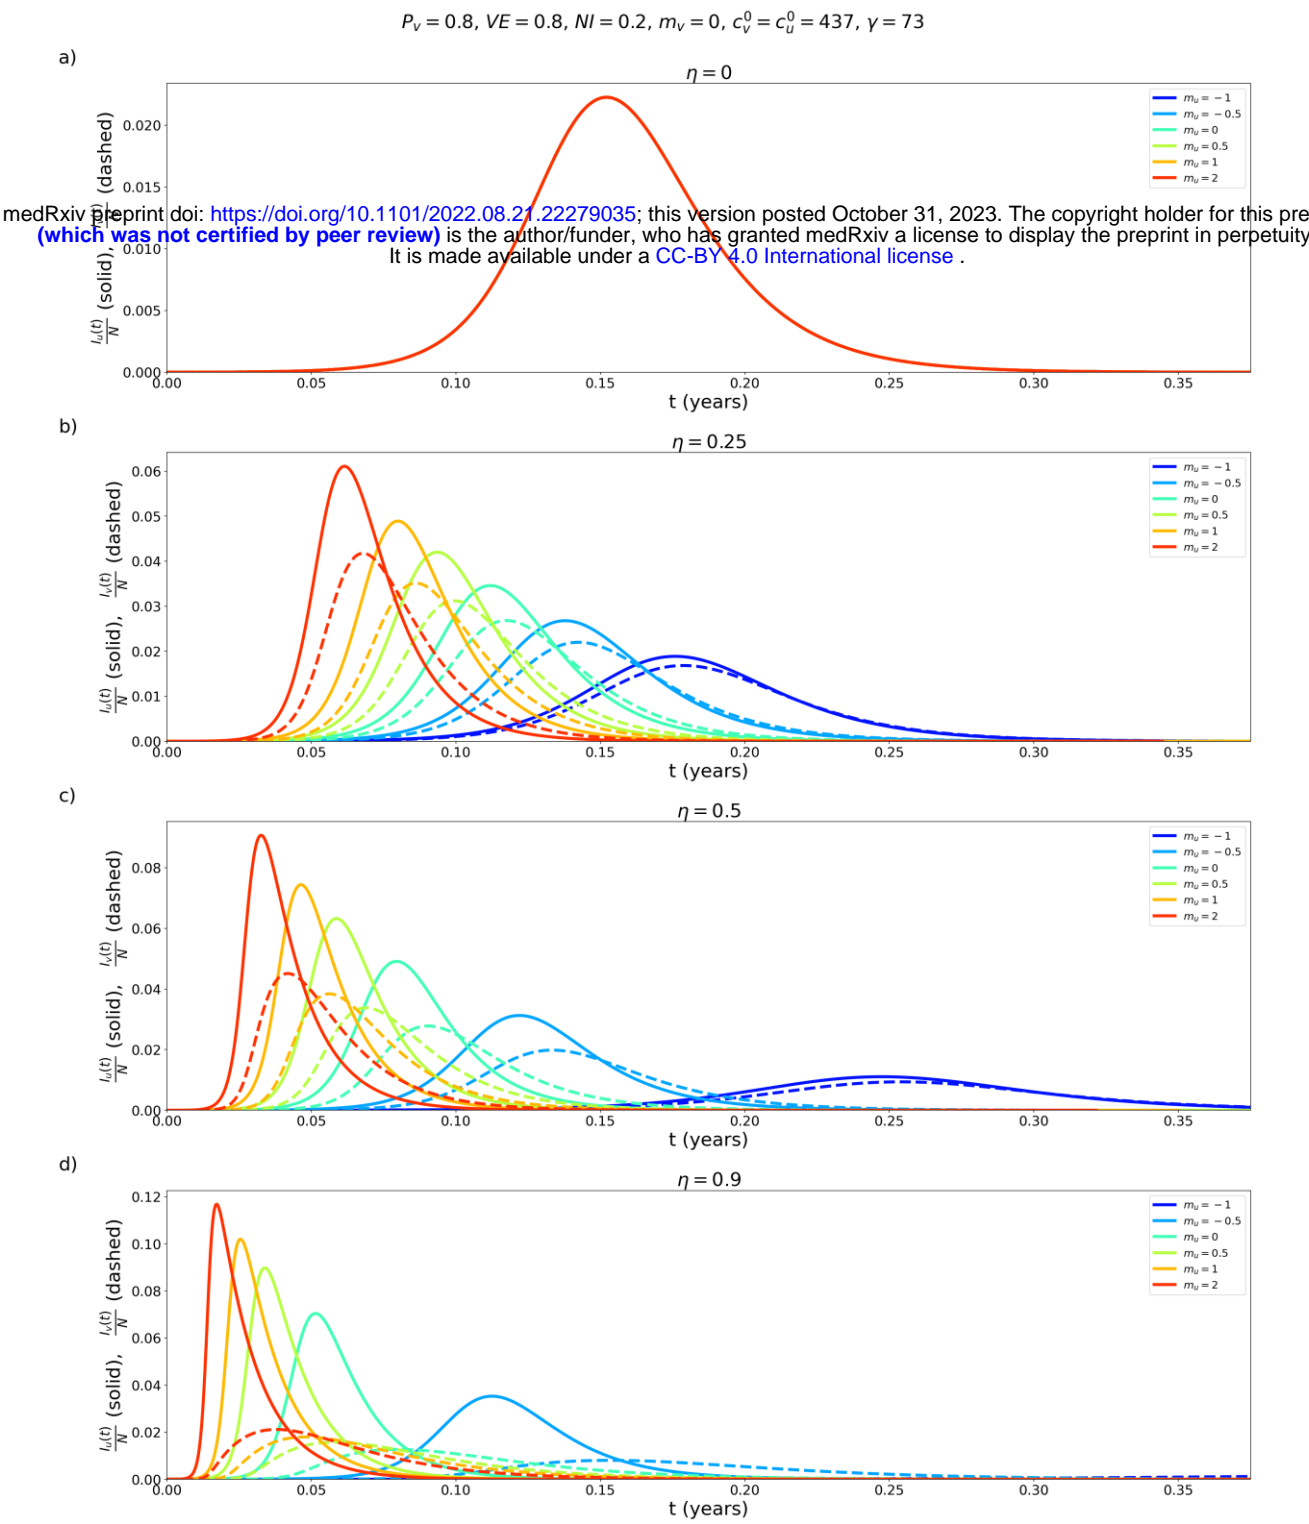 P_v = 0.8, VE = 0.8, NI = 0.2, m_v = 0, c_v^0 = c_u^0 = 437, γ = 73
a)
η = 0
m_u = −1
m_u = −0.5
m_u = 0
m_u = 0.5
m_u = 1
m_u = 2
0.020
0.015
0.010
0.005
0.000
I_u(t)/N (solid), I_v(t)/N (dashed)
medRxiv preprint doi: https://doi.org/10.1101/2022.08.21.22279035; this version posted October 31, 2023. The copyright holder for this pre
(which was not certified by peer review) is the author/funder, who has granted medRxiv a license to display the preprint in perpetuity
It is made available under a CC-BY 4.0 International license .
0.00 0.05 0.10 0.15 0.20 0.25 0.30 0.35
t (years)
b)
η = 0.25
m_u = −1
m_u = −0.5
m_u = 0
m_u = 0.5
m_u = 1
m_u = 2
0.06
0.05
0.04
0.03
0.02
0.01
0.00
I_u(t)/N (solid), I_v(t)/N (dashed)
0.00 0.05 0.10 0.15 0.20 0.25 0.30 0.35
t (years)
c)
η = 0.5
m_u = −1
m_u = −0.5
m_u = 0
m_u = 0.5
m_u = 1
m_u = 2
0.08
0.06
0.04
0.02
0.00
I_u(t)/N (solid), I_v(t)/N (dashed)
0.00 0.05 0.10 0.15 0.20 0.25 0.30 0.35
t (years)
d)
η = 0.9
m_u = −1
m_u = −0.5
m_u = 0
m_u = 0.5
m_u = 1
m_u = 2
0.12
0.10
0.08
0.06
0.04
0.02
0.00
I_u(t)/N (solid), I_v(t)/N (dashed)
0.00 0.05 0.10 0.15 0.20 0.25 0.30 0.35
t (years)